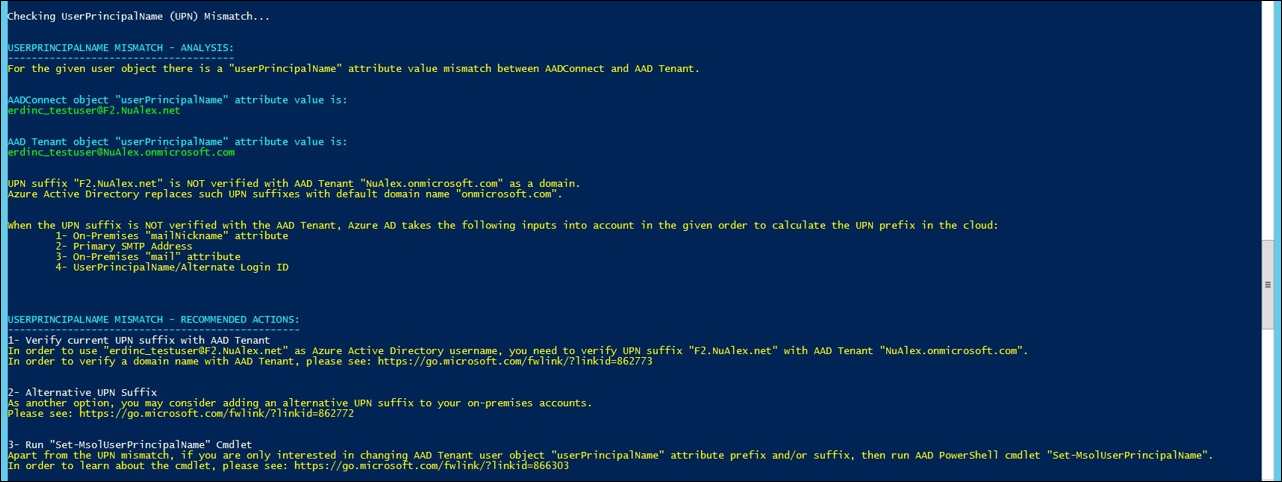 Checking UserPrincipalName (UPN) Mismatch...
USERPRINCIPALNAME MISMATCH - ANALYSIS:
--------------------------------------
For the given user object there is a "userPrincipalName" attribute value mismatch between AADConnect and AAD Tenant.
AADConnect object "userPrincipalName" attribute value is:
erdinc_testuser@F2.NuAlex.net
AAD Tenant object "userPrincipalName" attribute value is:
erdinc_testuser@NuAlex.onmicrosoft.com
UPN suffix "F2.NuAlex.net" is NOT verified with AAD Tenant "NuAlex.onmicrosoft.com" as a domain.
Azure Active Directory replaces such UPN suffixes with default domain name "onmicrosoft.com".
When the UPN suffix is NOT verified with the AAD Tenant, Azure AD takes the following inputs into account in the given order to calculate the UPN prefix in the cloud:
1- On-Premises "mailNickname" attribute
2- Primary SMTP Address
3- On-Premises "mail" attribute
4- UserPrincipalName/Alternate Login ID
USERPRINCIPALNAME MISMATCH - RECOMMENDED ACTIONS:
-------------------------------------------------
1- Verify current UPN suffix with AAD Tenant
In order to use "erdinc_testuser@F2.NuAlex.net" as Azure Active Directory username, you need to verify UPN suffix "F2.NuAlex.net" with AAD Tenant "NuAlex.onmicrosoft.com".
In order to verify a domain name with AAD Tenant, please see: https://go.microsoft.com/fwlink/?linkid=862773
2- Alternative UPN Suffix
As another option, you may consider adding an alternative UPN suffix to your on-premises accounts.
Please see: https://go.microsoft.com/fwlink/?linkid=862772
3- Run "Set-MsolUserPrincipalName" Cmdlet
Apart from the UPN mismatch, if you are only interested in changing AAD Tenant user object "userPrincipalName" attribute prefix and/or suffix, then run AAD PowerShell cmdlet "Set-MsolUserPrincipalName".
In order to learn about the cmdlet, please see: https://go.microsoft.com/fwlink/?linkid=866303